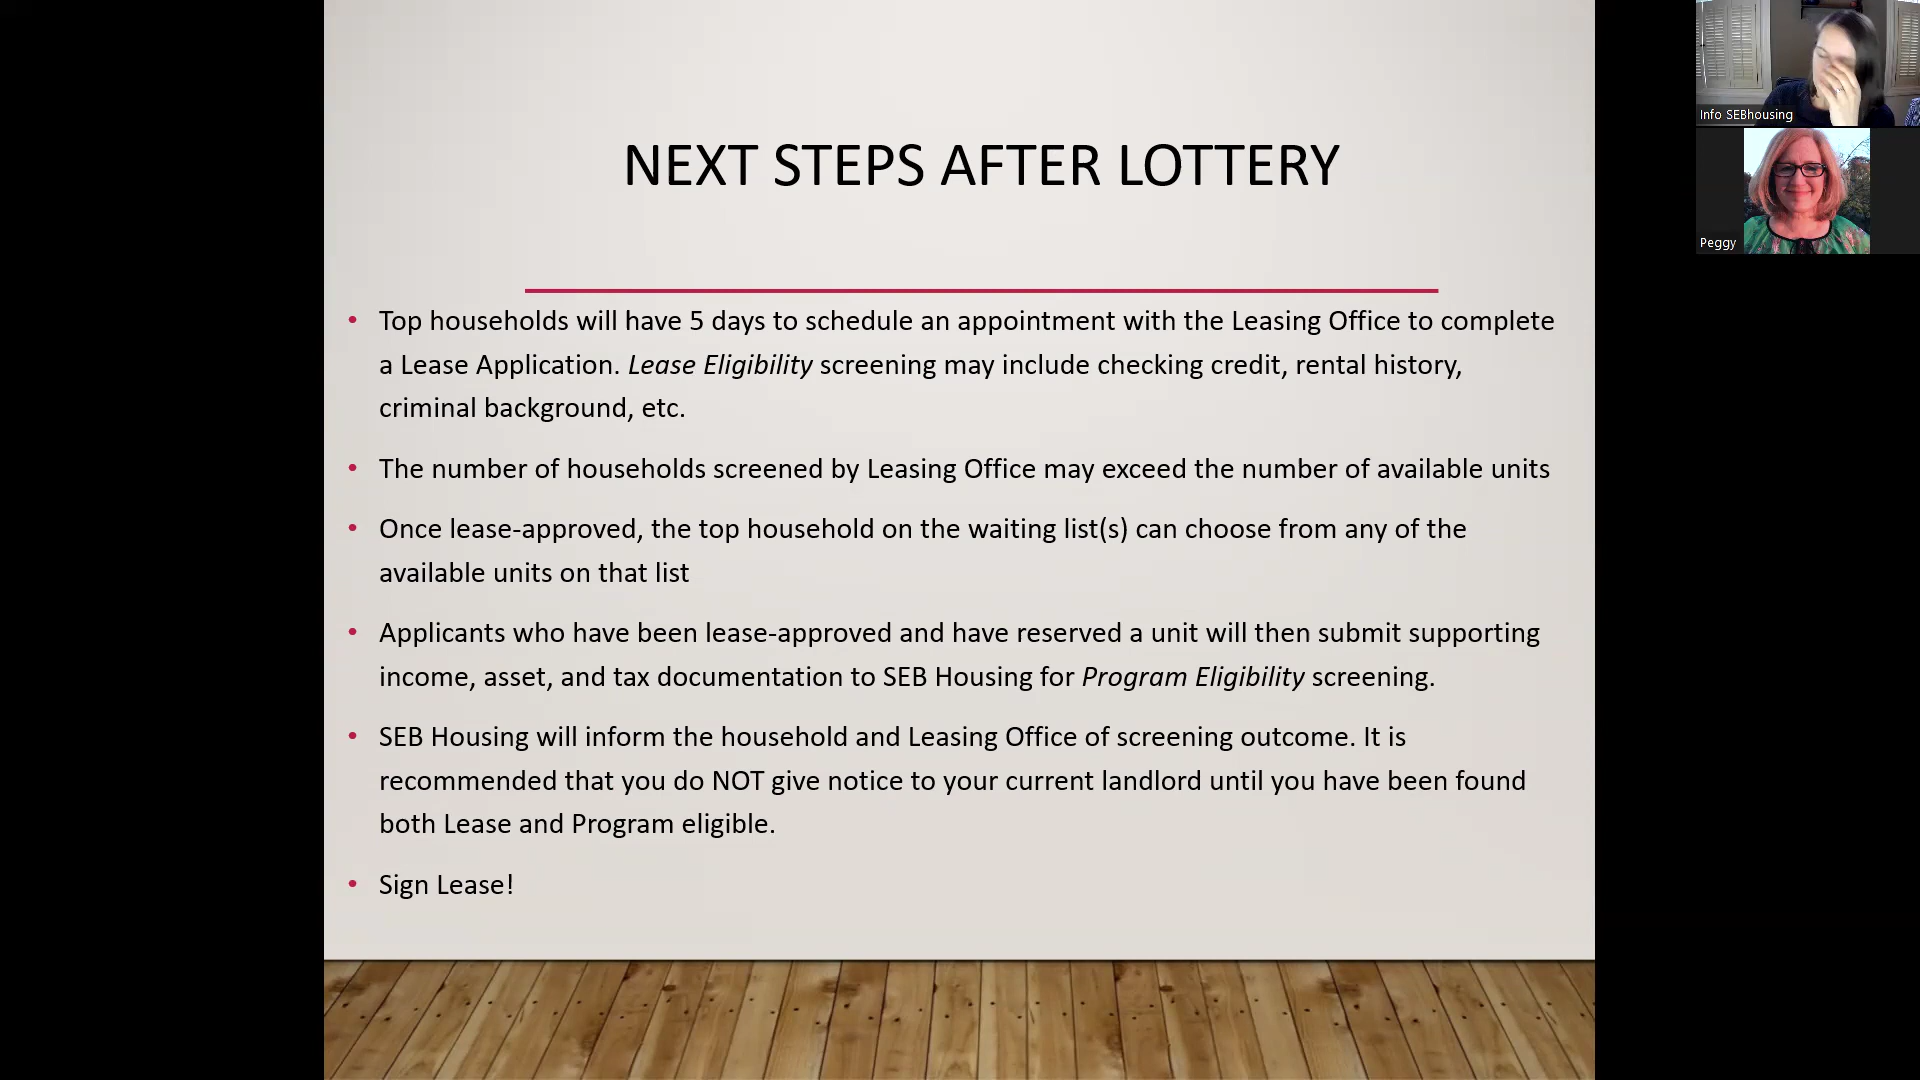 NEXT STEPS AFTER LOTTERY
• Top households will have 5 days to schedule an appointment with the Leasing Office to complete
a Lease Application. Lease Eligibility screening may include checking credit, rental history,
criminal background, etc.
• The number of households screened by Leasing Office may exceed the number of available units
• Once lease-approved, the top household on the waiting list(s) can choose from any of the
available units on that list
• Applicants who have been lease-approved and have reserved a unit will then submit supporting
income, asset, and tax documentation to SEB Housing for Program Eligibility screening.
• SEB Housing will inform the household and Leasing Office of screening outcome. It is
recommended that you do NOT give notice to your current landlord until you have been found
both Lease and Program eligible.
• Sign Lease!
Info SEBhousing
Peggy